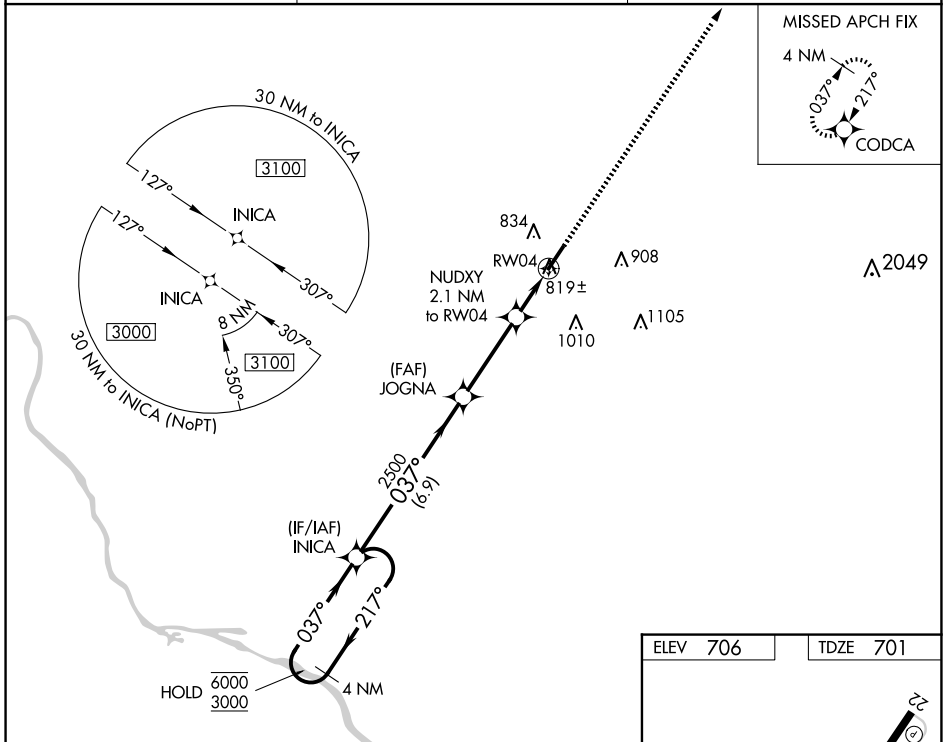 MISSED APCH FIX
4 NM
037°
217°
CODCA
30 NM to INICA
3100
127°
INICA
307°
127°
INICA
307°
8 NM
3000
3100
350°
30 NM to INICA (NoPT)
834
RW04
819±
908
2049
NUDXY
2.1 NM
to RW04
1010
1105
(FAF)
JOGNA
2500
037°
(6.9)
(IF/IAF)
INICA
037°
217°
HOLD
6000
3000
4 NM
ELEV 706
TDZE 701
22
P